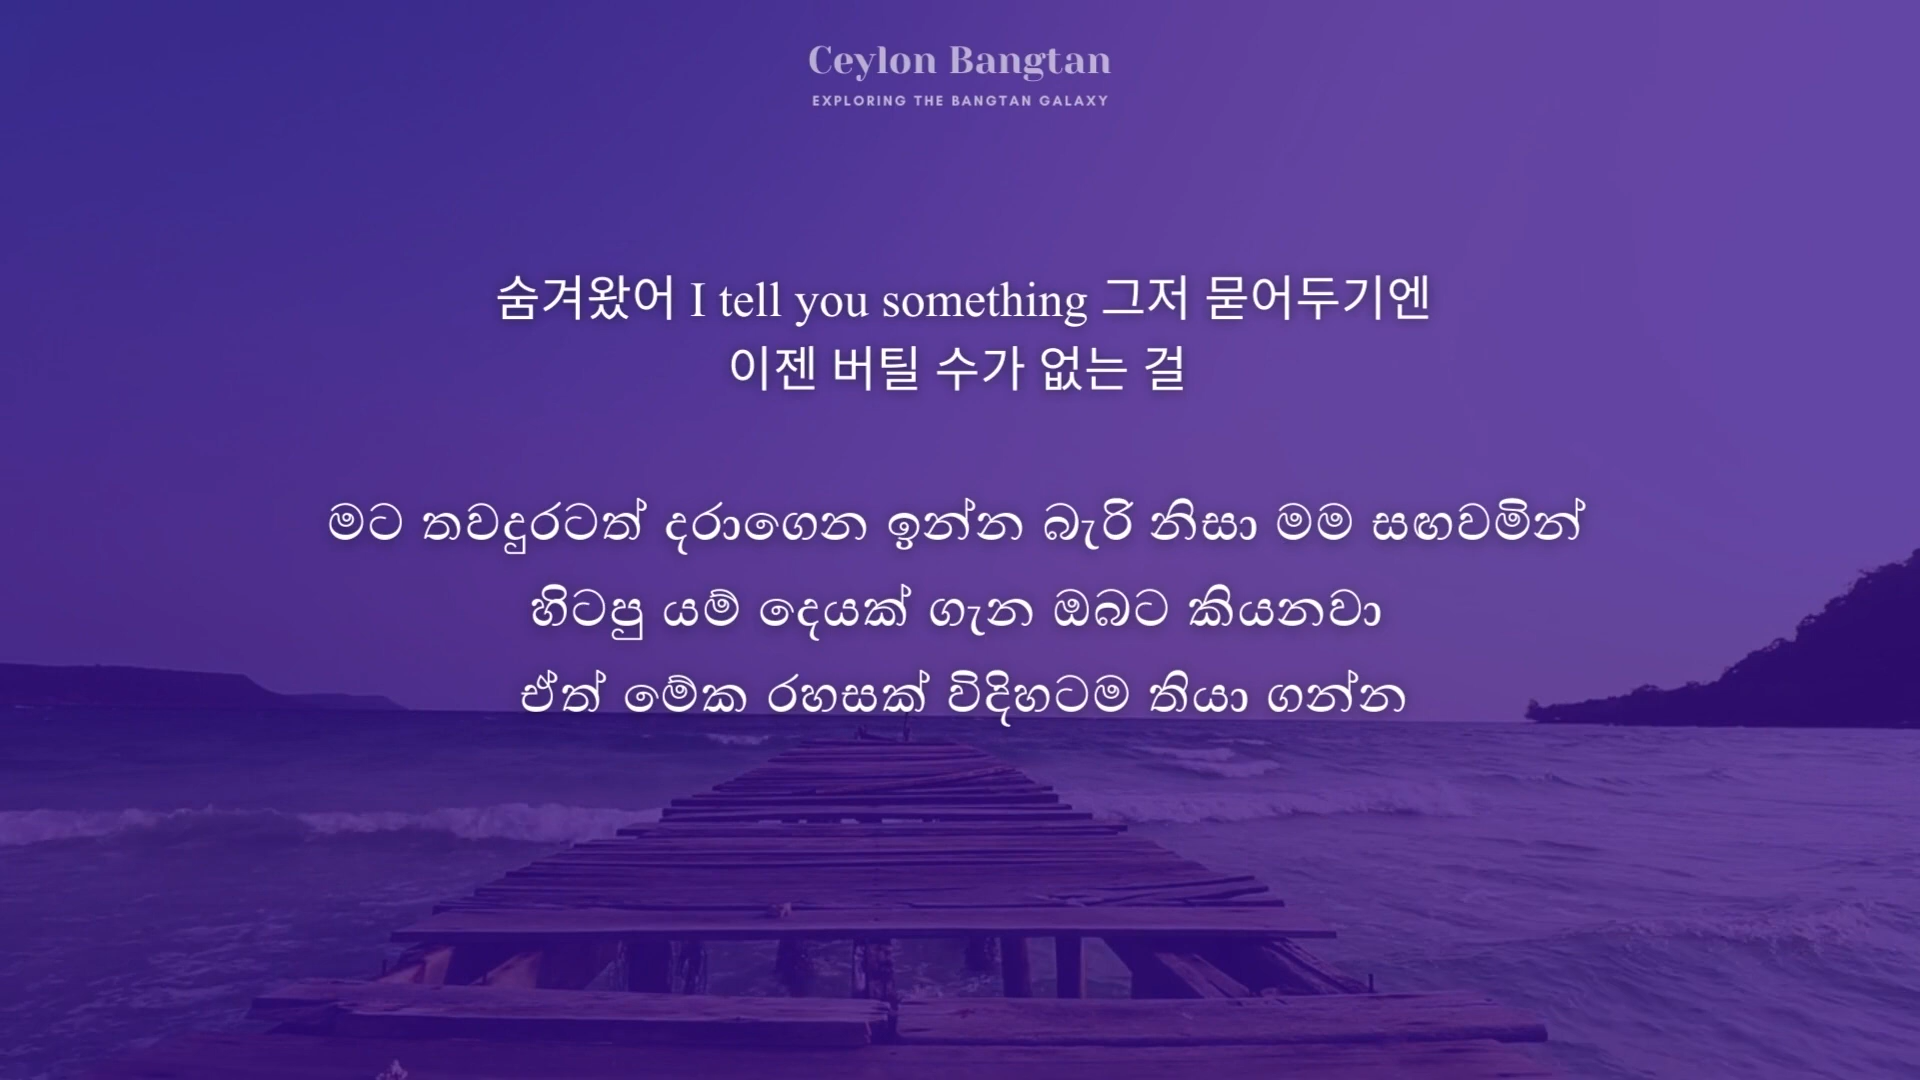 Ceylon Bangtan
EXPLORING THE BANGTAN GALAXY
숨겨왔어 I tell you something 그저 묻어두기엔
이젠 버틸 수가 없는 걸
මට තවදුරටත් දරාගෙන ඉන්න බැරි නිසා මම සඟවමින්
හිටපු යම් දෙයක් ගැන ඔබට කියනවා
ඒත් මේක රහසක් විදිහටම තියා ගන්න